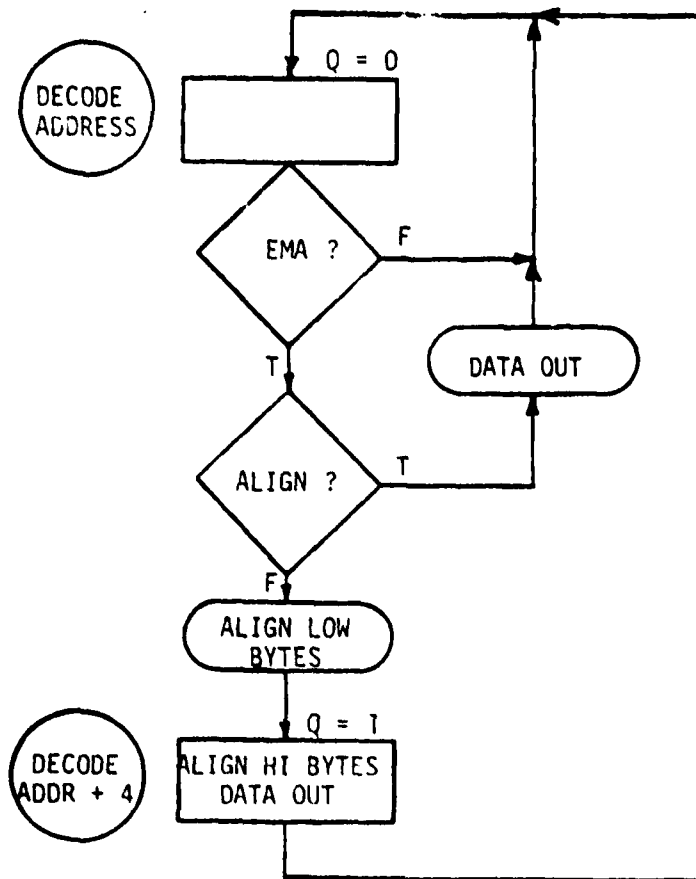 Q = 0
DECODE
ADDRESS
EMA ?
F
T
DATA OUT
ALIGN ?
T
F
ALIGN LOW
BYTES
Q = 1
DECODE
ADDR + 4
ALIGN HI BYTES
DATA OUT